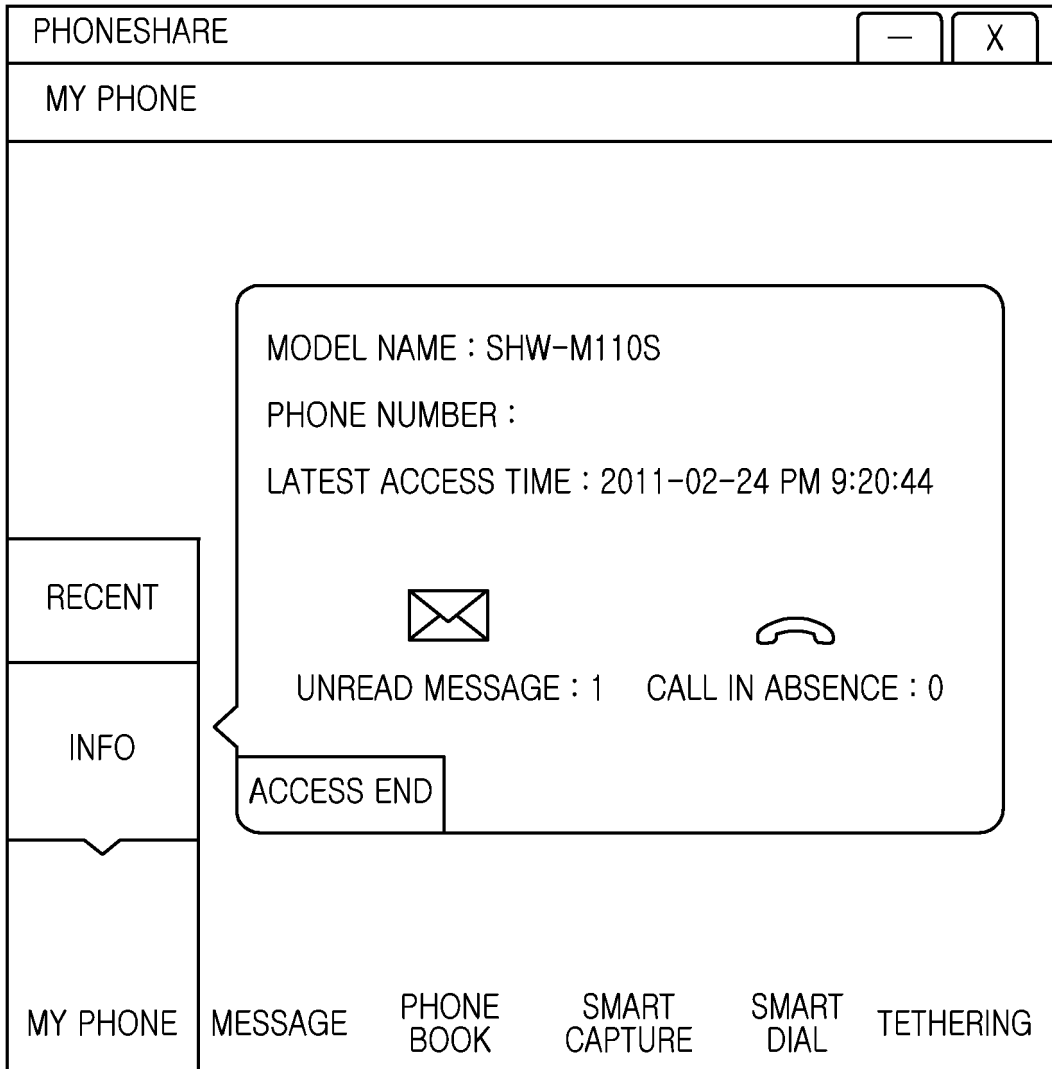 PHONESHARE
— X
MY PHONE
MODEL NAME : SHW-M110S
PHONE NUMBER :
LATEST ACCESS TIME : 2011-02-24 PM 9:20:44
RECENT
UNREAD MESSAGE : 1 CALL IN ABSENCE : 0
INFO
ACCESS END
MY PHONE
MESSAGE
PHONE
BOOK
SMART
CAPTURE
SMART
DIAL
TETHERING